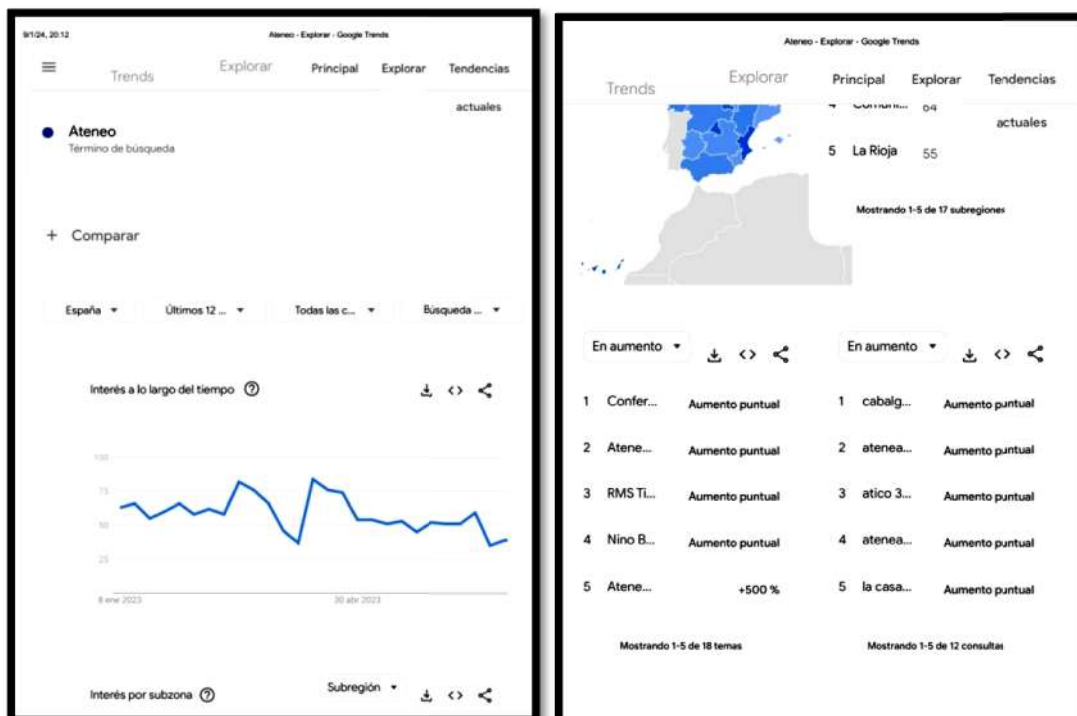 9/1/24, 20:12
Ateneo - Explorar - Google Trends
Trends
Explorar
Principal
Explorar
Tendencias
actuales
Ateneo
Término de búsqueda
+ Comparar
España
Últimos 12 ...
Todas las c...
Búsqueda ...
Interés a lo largo del tiempo
100
75
50
25
8 ene 2023
30 abr 2023
Interés por subzona
Subregión
Ateneo - Explorar - Google Trends
Trends
Explorar
Principal
Explorar
Tendencias
actuales
4 Comuni... 64
5 La Rioja 55
Mostrando 1-5 de 17 subregiones
En aumento
1 Confer... Aumento puntual
2 Atene... Aumento puntual
3 RMS Ti... Aumento puntual
4 Nino B... Aumento puntual
5 Atene... +500 %
Mostrando 1-5 de 18 temas
En aumento
1 cabalg... Aumento puntual
2 atenea... Aumento puntual
3 atico 3... Aumento puntual
4 atenea... Aumento puntual
5 la casa... Aumento puntual
Mostrando 1-5 de 12 consultas